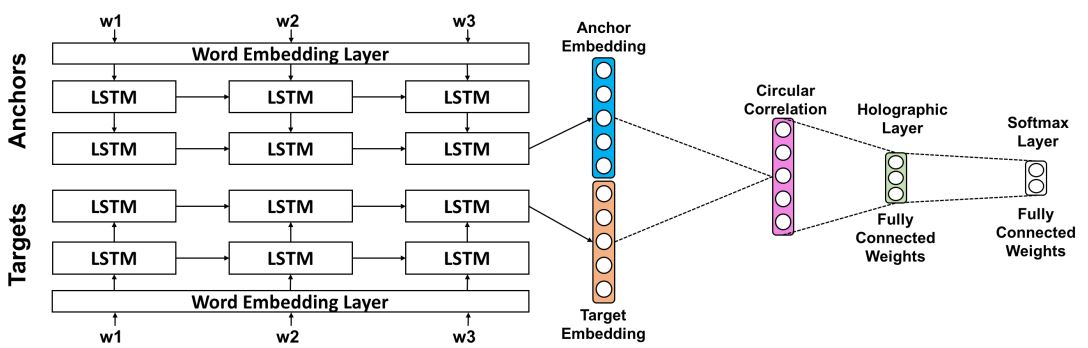 Anchors
w1 w2 w3
Word Embedding Layer
LSTM LSTM LSTM
LSTM LSTM LSTM
Targets
LSTM LSTM LSTM
LSTM LSTM LSTM
Word Embedding Layer
w1 w2 w3
Anchor
Embedding
Target
Embedding
Circular
Correlation
Holographic
Layer
Fully
Connected
Weights
Softmax
Layer
Fully
Connected
Weights